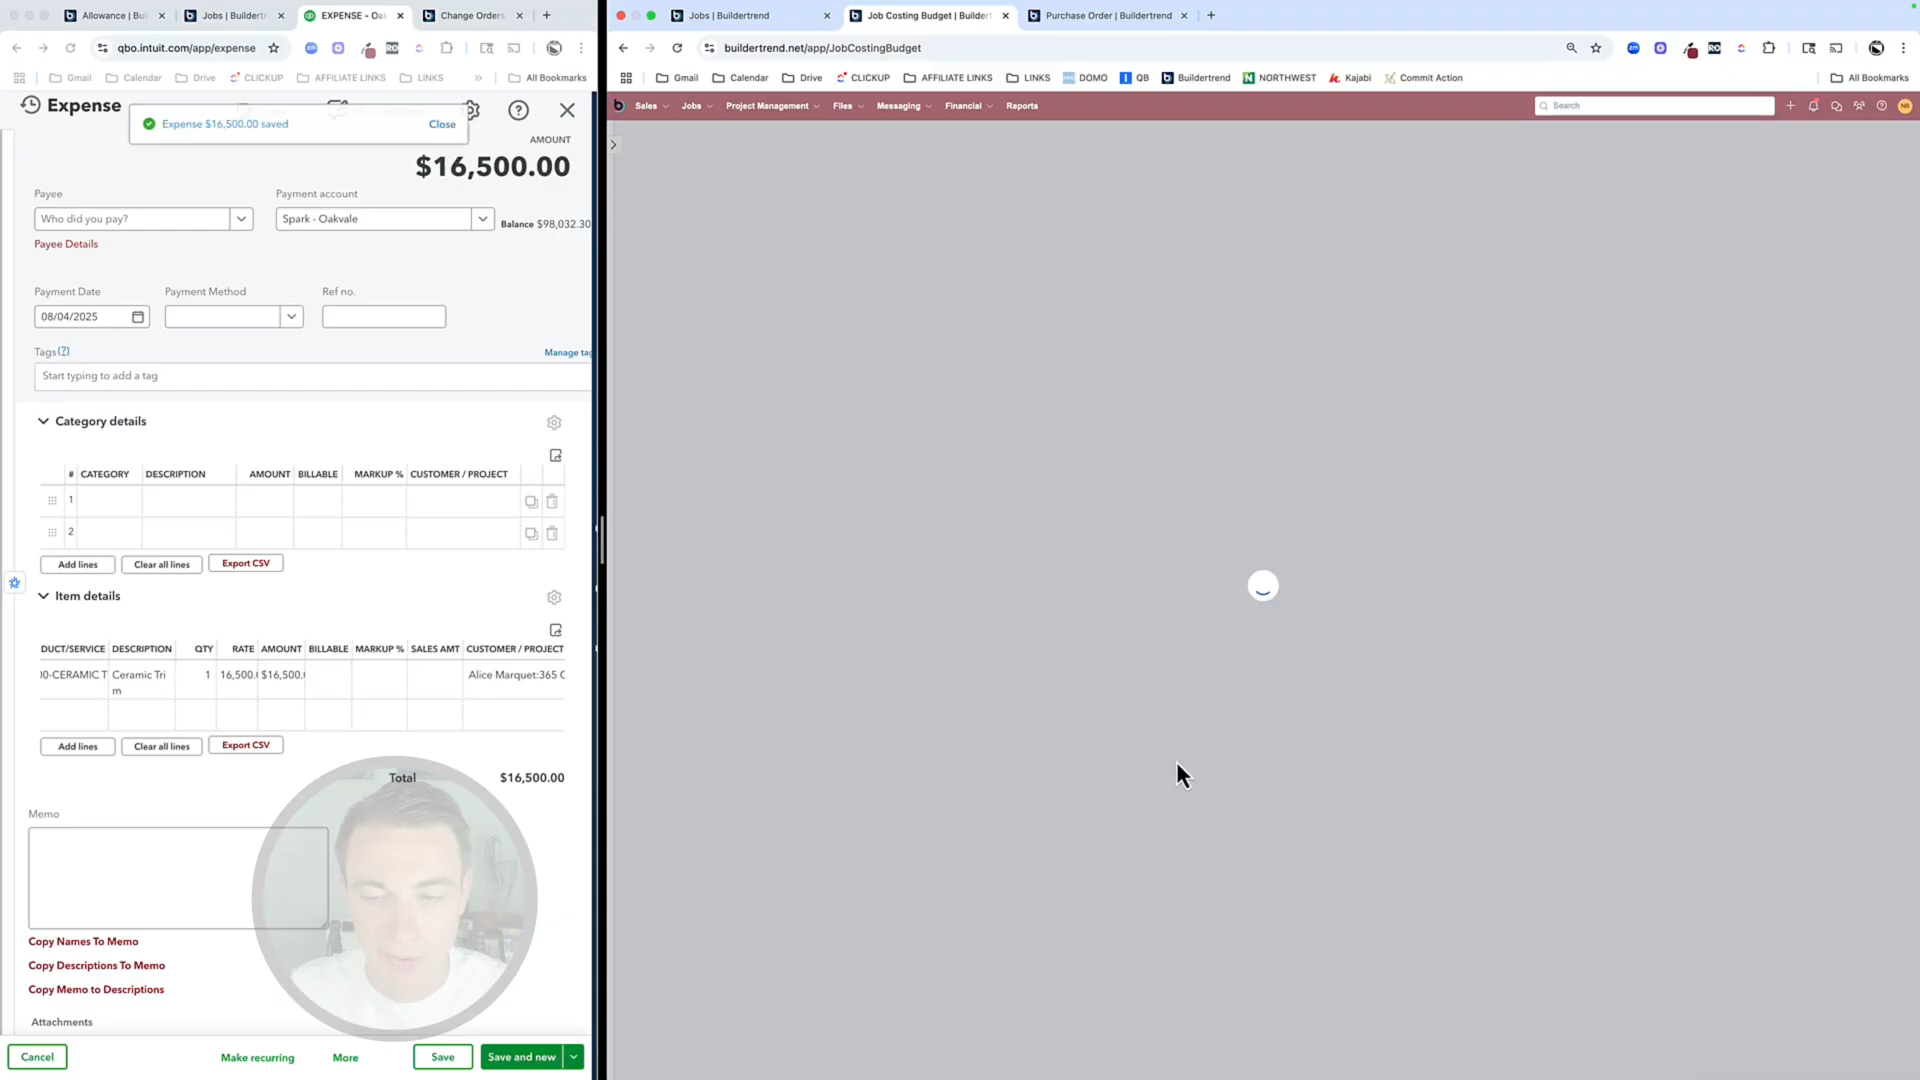 Allowance | Bui
Jobs | Buildertr
EXPENSE - Oa
Change Orders
qbo.intuit.com/app/expense
Gmail
Calendar
Drive
CLICKUP
AFFILIATE LINKS
LINKS
All Bookmarks
Expense
Expense $16,500.00 saved
Close
AMOUNT
$16,500.00
Payee
Payment account
Who did you pay?
Spark - Oakvale
Balance $98,032.30
Payee Details
Payment Date
Payment Method
Ref no.
08/04/2025
Tags (?)
Manage tag
Start typing to add a tag
Category details
# CATEGORY DESCRIPTION AMOUNT BILLABLE MARKUP % CUSTOMER / PROJECT
1
2
Add lines
Clear all lines
Export CSV
Item details
DUCT/SERVICE DESCRIPTION QTY RATE AMOUNT BILLABLE MARKUP % SALES AMT CUSTOMER / PROJECT
00-CERAMIC T Ceramic Tri 1 16,500.0 $16,500.0 Alice Marquet:365 C
m
Add lines
Clear all lines
Export CSV
Total $16,500.00
Memo
Copy Names To Memo
Copy Descriptions To Memo
Copy Memo to Descriptions
Attachments
Cancel
Make recurring
More
Save
Save and new
Jobs | Buildertrend
Job Costing Budget | Builder
Purchase Order | Buildertrend
buildertrend.net/app/JobCostingBudget
Gmail
Calendar
Drive
CLICKUP
AFFILIATE LINKS
LINKS
DOMO
QB
Buildertrend
NORTHWEST
Kajabi
Commit Action
All Bookmarks
Sales
Jobs
Project Management
Files
Messaging
Financial
Reports
Search